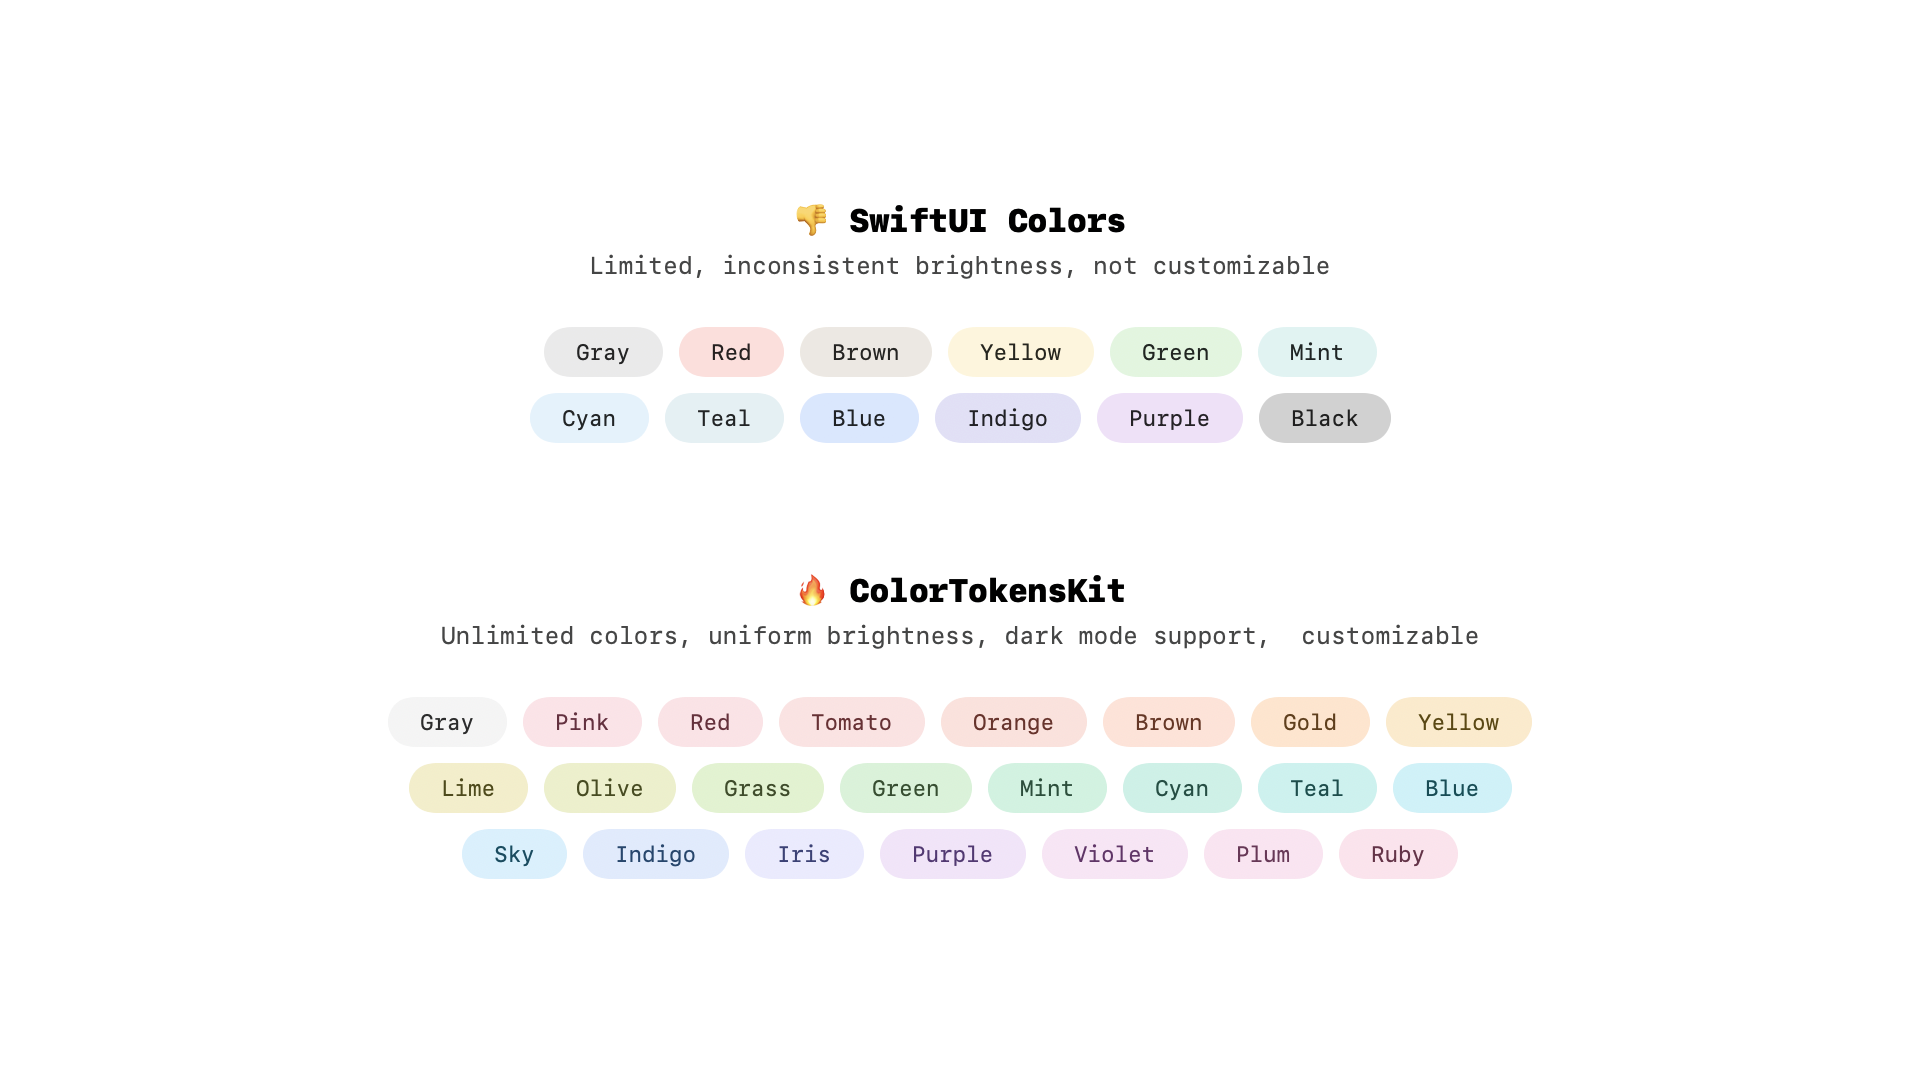 👎 SwiftUI Colors
Limited, inconsistent brightness, not customizable
Gray Red Brown Yellow Green Mint
Cyan Teal Blue Indigo Purple Black
🔥 ColorTokensKit
Unlimited colors, uniform brightness, dark mode support,  customizable
Gray Pink Red Tomato Orange Brown Gold Yellow
Lime Olive Grass Green Mint Cyan Teal Blue
Sky Indigo Iris Purple Violet Plum Ruby